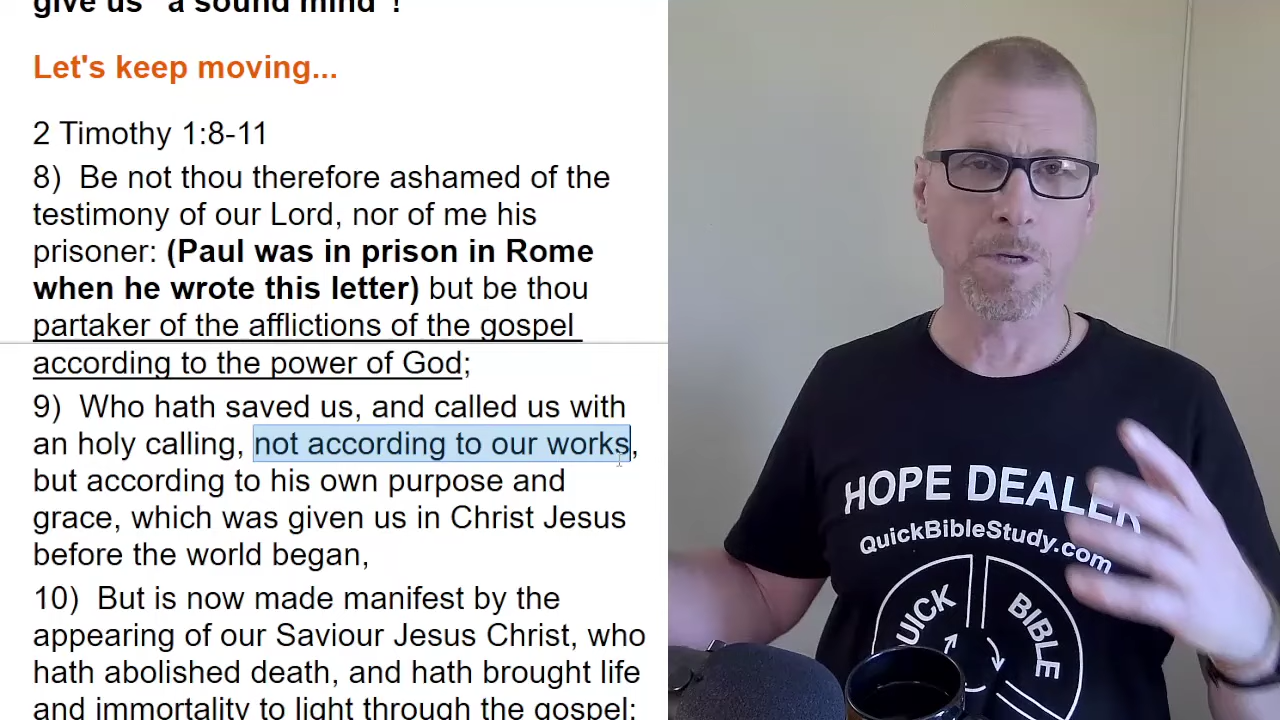 give us "a sound mind"!
Let's keep moving...
2 Timothy 1:8-11
8)  Be not thou therefore ashamed of the
testimony of our Lord, nor of me his
prisoner: (Paul was in prison in Rome
when he wrote this letter) but be thou
partaker of the afflictions of the gospel
according to the power of God;
9)  Who hath saved us, and called us with
an holy calling, not according to our works,
but according to his own purpose and
grace, which was given us in Christ Jesus
before the world began,
10)  But is now made manifest by the
appearing of our Saviour Jesus Christ, who
hath abolished death, and hath brought life
and immortality to light through the gospel:
HOPE DEALER
QuickBibleStudy.com
UICK
BIBLE